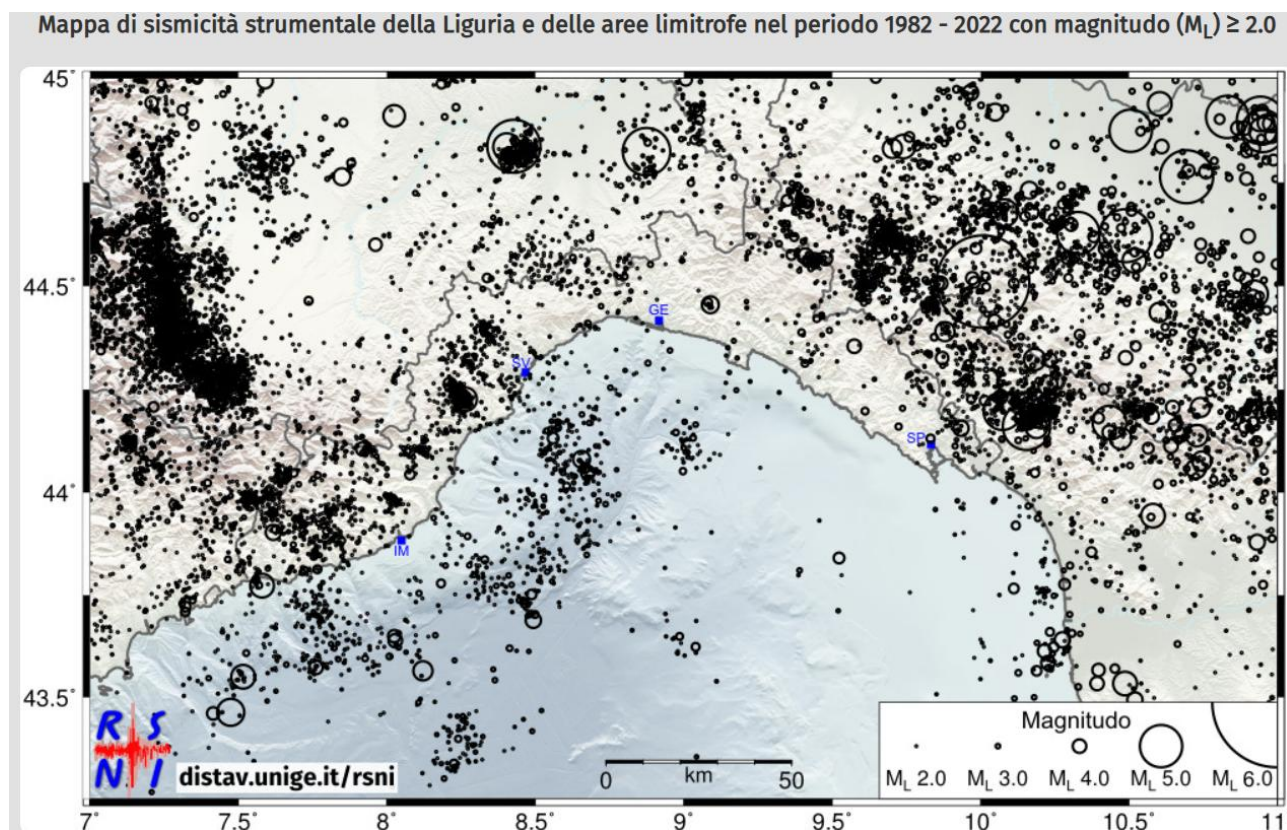 Mappa di sismicità strumentale della Liguria e delle aree limitrofe nel periodo 1982 - 2022 con magnitudo (ML) ≥ 2.0
45°
44.5°
44°
43.5°
GE
SV
SP
IM
R S
N I
distav.unige.it/rsni
0 50
km
Magnitudo
ML 2.0 ML 3.0 ML 4.0 ML 5.0 ML 6.0
7° 7.5° 8° 8.5° 9° 9.5° 10° 10.5° 11